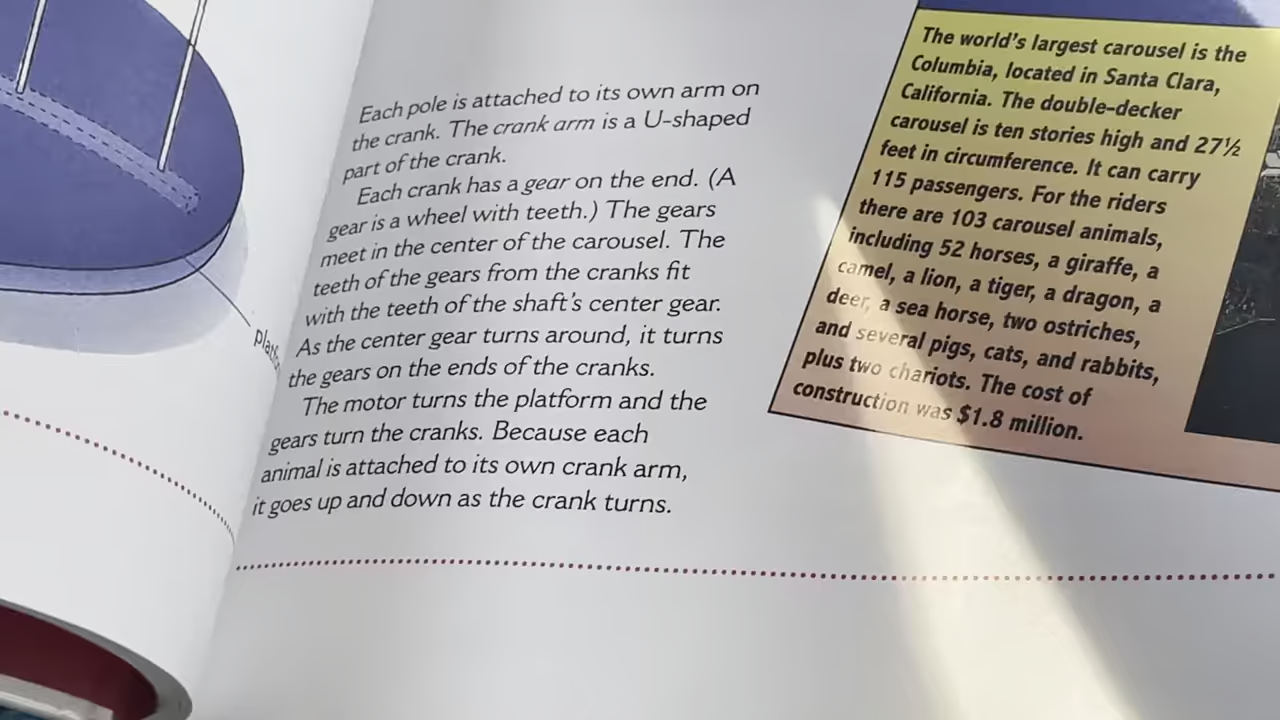 Each pole is attached to its own arm on
the crank. The crank arm is a U-shaped
part of the crank.
Each crank has a gear on the end. (A
gear is a wheel with teeth.) The gears
meet in the center of the carousel. The
teeth of the gears from the cranks fit
with the teeth of the shaft's center gear.
As the center gear turns around, it turns
the gears on the ends of the cranks.
The motor turns the platform and the
gears turn the cranks. Because each
animal is attached to its own crank arm,
it goes up and down as the crank turns.
The world's largest carousel is the
Columbia, located in Santa Clara,
California. The double-decker
carousel is ten stories high and 27½
feet in circumference. It can carry
115 passengers. For the riders
there are 103 carousel animals,
including 52 horses, a giraffe, a
camel, a lion, a tiger, a dragon, a
deer, a sea horse, two ostriches,
and several pigs, cats, and rabbits,
plus two chariots. The cost of
construction was $1.8 million.